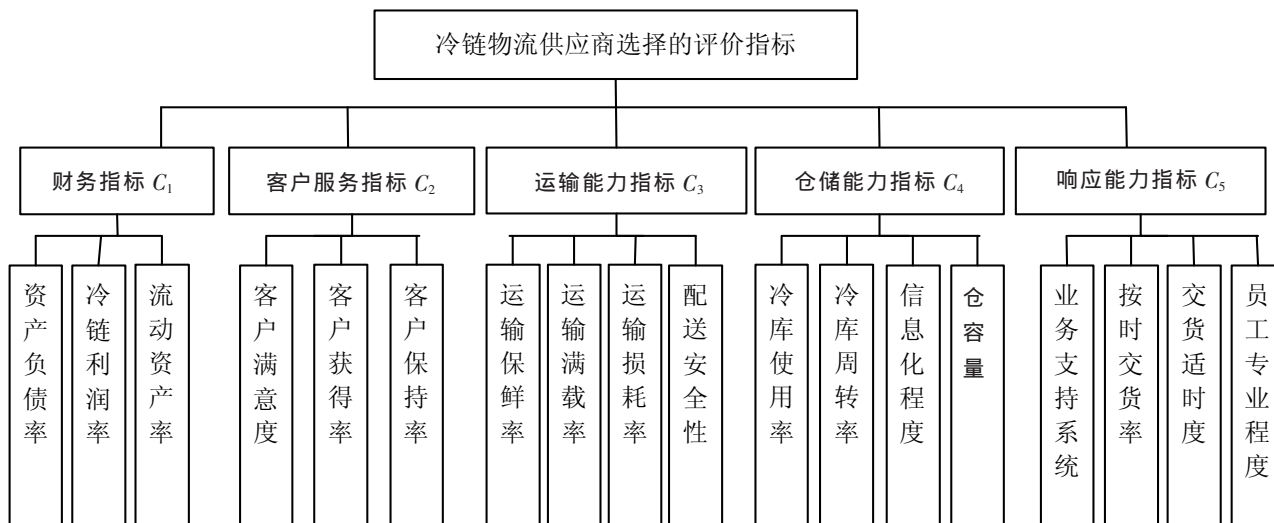 冷链物流供应商选择的评价指标
财务指标 C₁
客户服务指标 C₂
运输能力指标 C₃
仓储能力指标 C₄
响应能力指标 C₅
资产负债率
冷链利润率
流动资产率
客户满意度
客户获得率
客户保持率
运输保鲜率
运输满载率
运输损耗率
配送安全性
冷库使用率
冷库周转率
信息化程度
仓容量
业务支持系统
按时交货率
交货适时度
员工专业程度